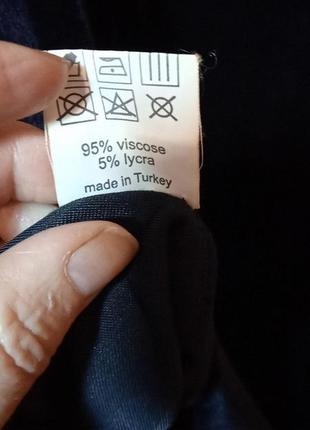 95% viscose
5% lycra
made in Turkey